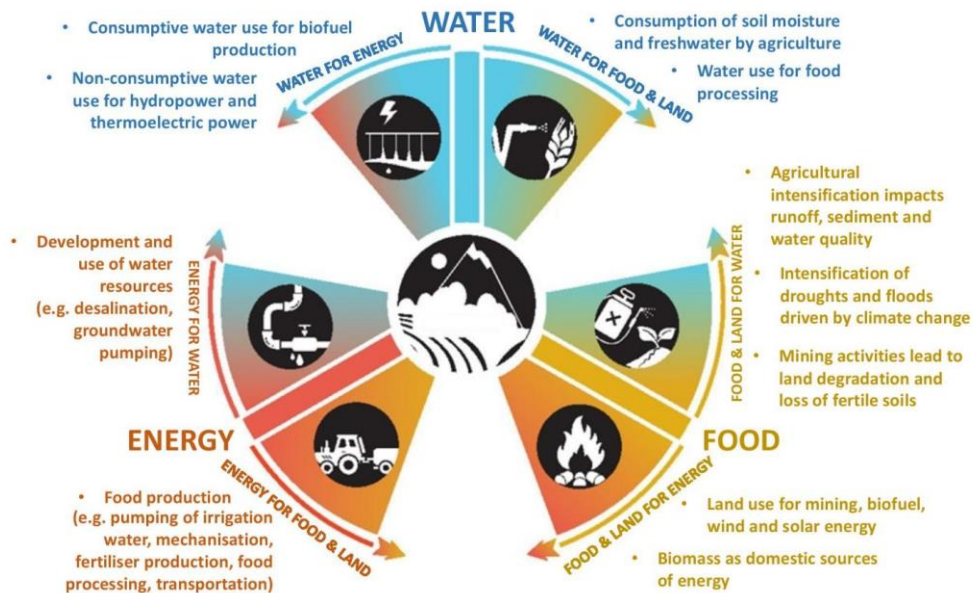 WATER
• Consumptive water use for biofuel
production
• Non-consumptive water
use for hydropower and
thermoelectric power
WATER FOR ENERGY
WATER FOR FOOD & LAND
• Consumption of soil moisture
and freshwater by agriculture
• Water use for food
processing
• Agricultural
intensification impacts
runoff, sediment and
water quality
• Intensification of
droughts and floods
driven by climate change
• Mining activities lead to
land degradation and
loss of fertile soils
FOOD & LAND FOR WATER
• Development and
use of water
resources
(e.g. desalination,
groundwater
pumping)
ENERGY FOR WATER
ENERGY
FOOD
ENERGY FOR FOOD & LAND
• Food production
(e.g. pumping of irrigation
water, mechanisation,
fertiliser production, food
processing, transportation)
FOOD & LAND FOR ENERGY
• Land use for mining, biofuel,
wind and solar energy
• Biomass as domestic sources
of energy